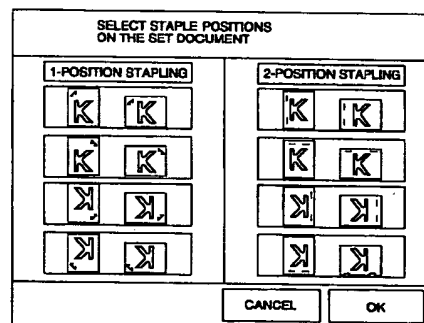 SELECT STAPLE POSITIONS
ON THE SET DOCUMENT
1-POSITION STAPLING
K K
K K
K K
K K
2-POSITION STAPLING
K K
K K
K K
K K
CANCEL
OK